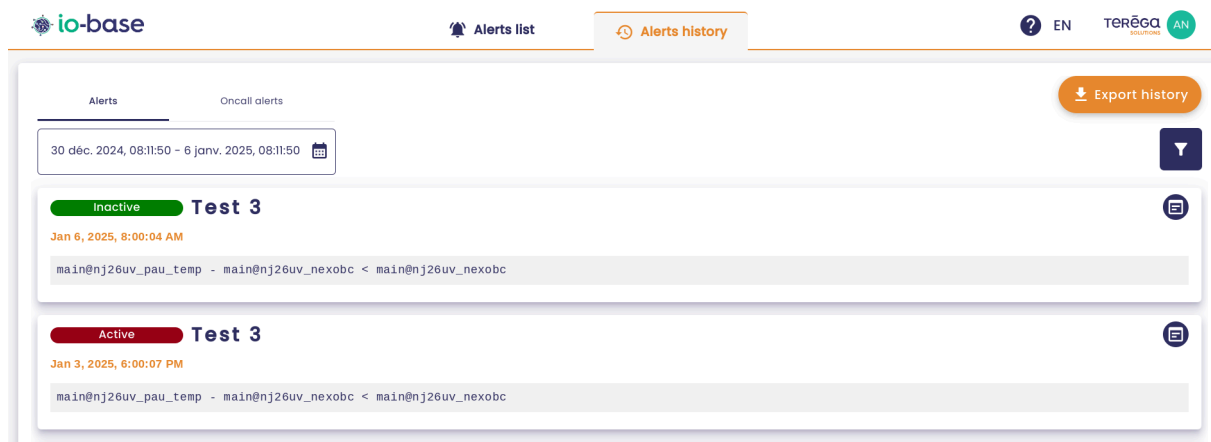 io-base
Alerts list
Alerts history
EN
TERĒGA
SOLUTIONS
AN
Alerts
Oncall alerts
Export history
30 déc. 2024, 08:11:50 - 6 janv. 2025, 08:11:50
Inactive
Test 3
Jan 6, 2025, 8:00:04 AM
main@nj26uv_pau_temp - main@nj26uv_nexobc < main@nj26uv_nexobc
Active
Test 3
Jan 3, 2025, 6:00:07 PM
main@nj26uv_pau_temp - main@nj26uv_nexobc < main@nj26uv_nexobc